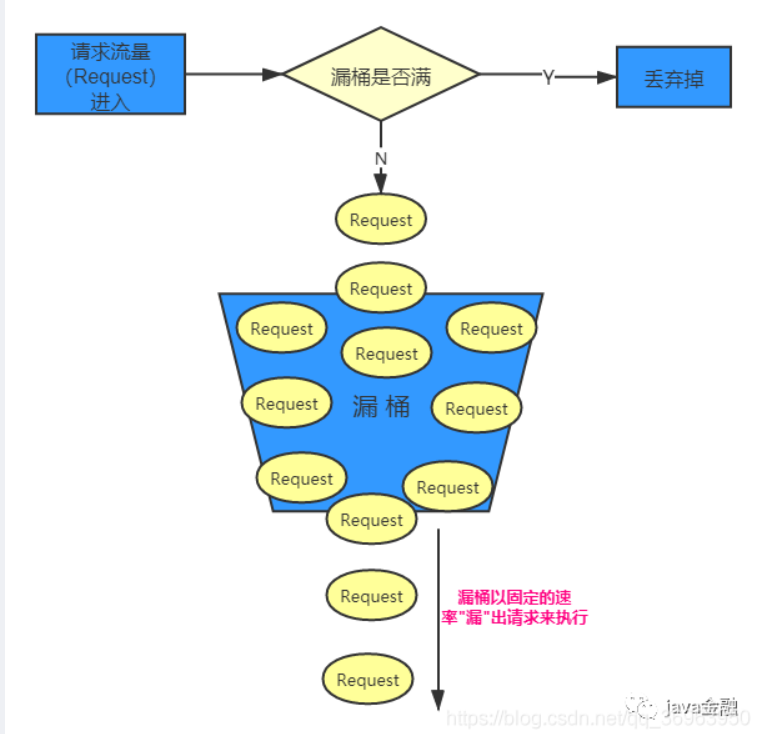 请求流量
(Request)
进入
漏桶是否满
Y
丢弃掉
N
Request
Request
Request
Request
Request
Request
漏 桶
Request
Request
Request
Request
Request
漏桶以固定的速
率"漏"出请求来执行
Request
java金融
https://blog.csdn.net/qq_36963950